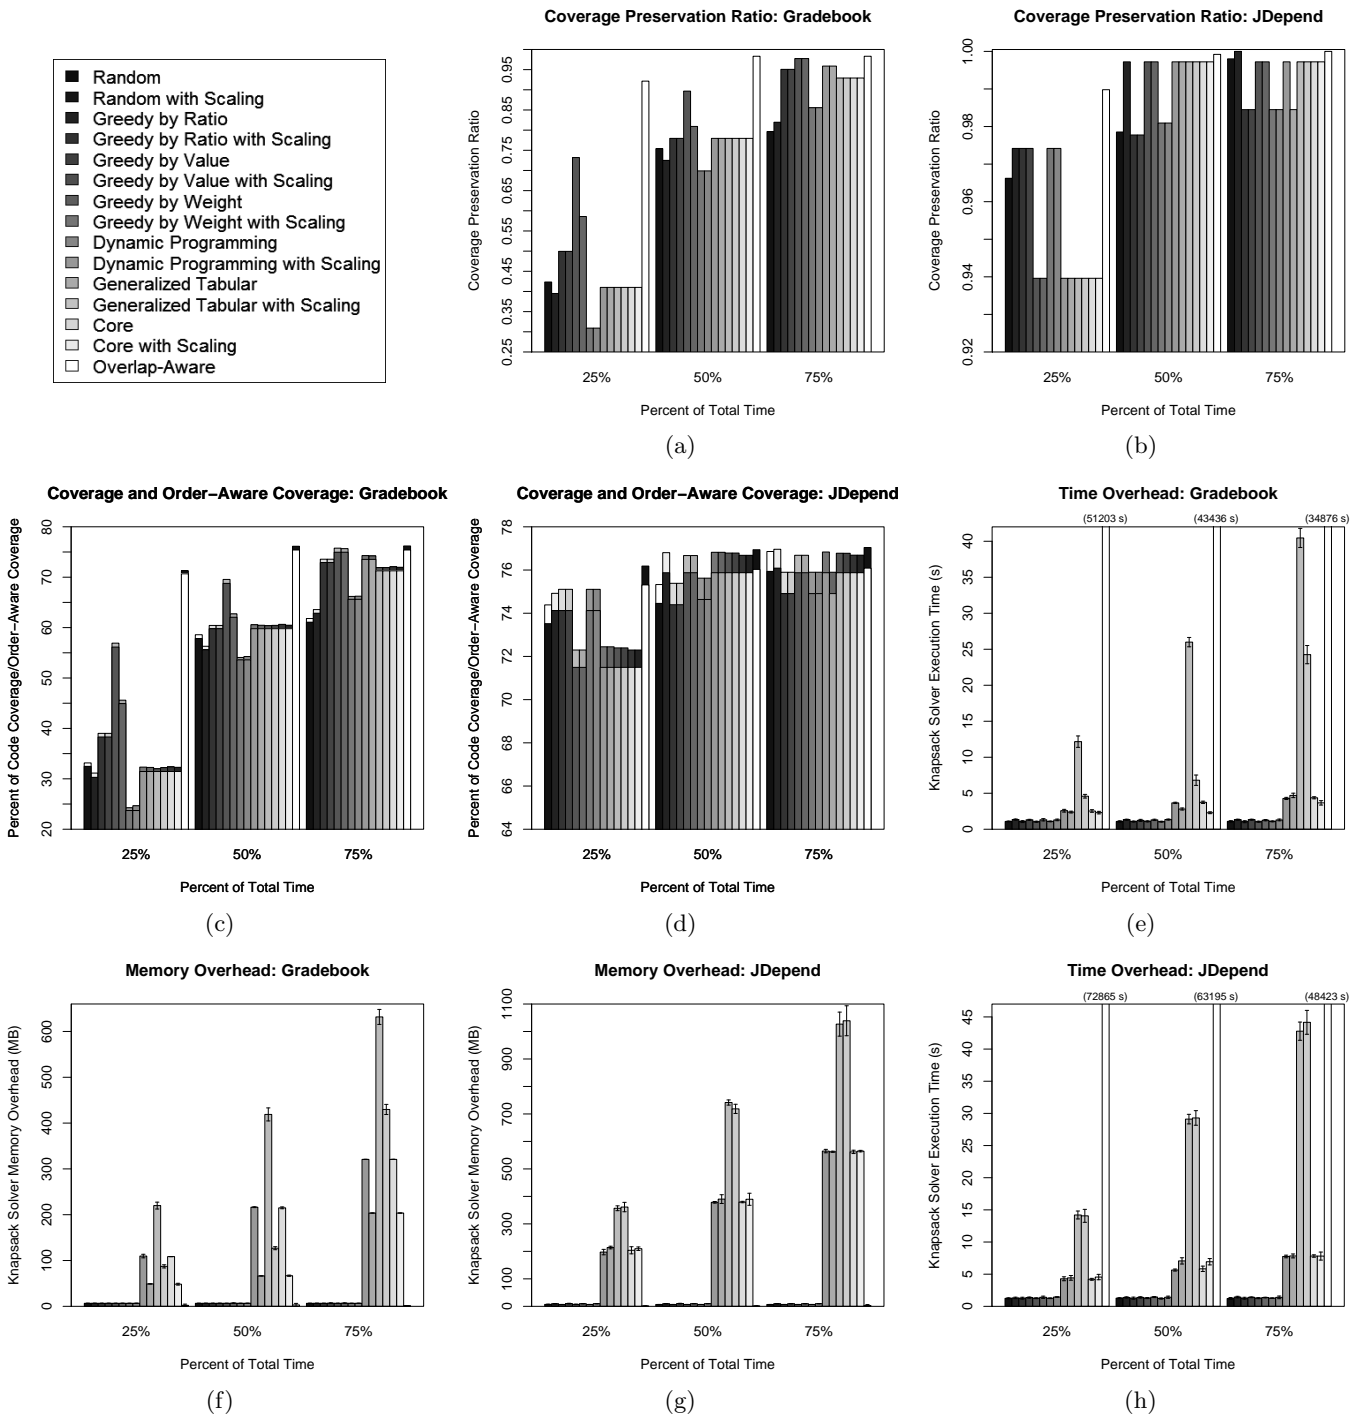 Coverage Preservation Ratio: Gradebook
Coverage Preservation Ratio: JDepend
Random
Random with Scaling
Greedy by Ratio
Greedy by Ratio with Scaling
Greedy by Value
Greedy by Value with Scaling
Greedy by Weight
Greedy by Weight with Scaling
Dynamic Programming
Dynamic Programming with Scaling
Generalized Tabular
Generalized Tabular with Scaling
Core
Core with Scaling
Overlap-Aware
Coverage Preservation Ratio
0.25 0.35 0.45 0.55 0.65 0.75 0.85 0.95
25% 50% 75%
Percent of Total Time
(a)
Coverage Preservation Ratio
0.92 0.94 0.96 0.98 1.00
25% 50% 75%
Percent of Total Time
(b)
Coverage and Order−Aware Coverage: Gradebook
Percent of Code Coverage/Order−Aware Coverage
20 30 40 50 60 70 80
25% 50% 75%
Percent of Total Time
(c)
Coverage and Order−Aware Coverage: JDepend
Percent of Code Coverage/Order−Aware Coverage
64 66 68 70 72 74 76 78
25% 50% 75%
Percent of Total Time
(d)
Time Overhead: Gradebook
(51203 s) (43436 s) (34876 s)
Knapsack Solver Execution Time (s)
0 5 10 15 20 25 30 35 40
25% 50% 75%
Percent of Total Time
(e)
Memory Overhead: Gradebook
Knapsack Solver Memory Overhead (MB)
0 100 200 300 400 500 600
25% 50% 75%
Percent of Total Time
(f)
Memory Overhead: JDepend
Knapsack Solver Memory Overhead (MB)
0 100 300 500 700 900 1100
25% 50% 75%
Percent of Total Time
(g)
Time Overhead: JDepend
(72865 s) (63195 s) (48423 s)
Knapsack Solver Execution Time (s)
0 5 10 15 20 25 30 35 40 45
25% 50% 75%
Percent of Total Time
(h)